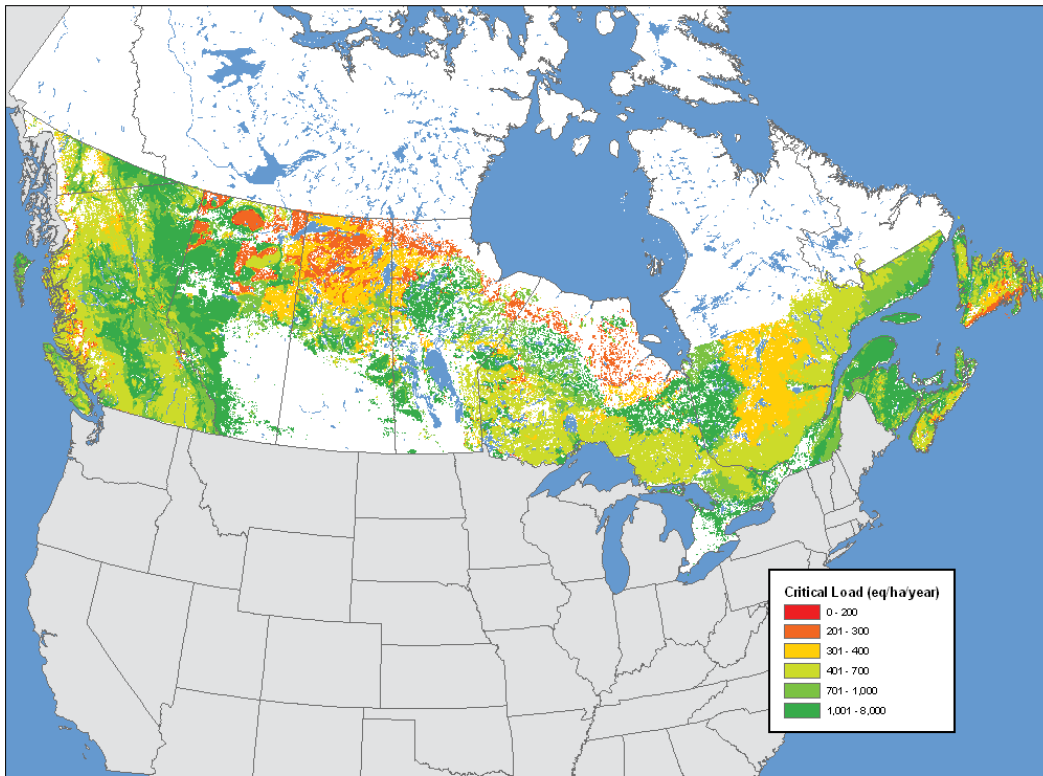 Critical Load (eq/ha/year)
0 - 200
201 - 300
301 - 400
401 - 700
701 - 1,000
1,001 - 8,000